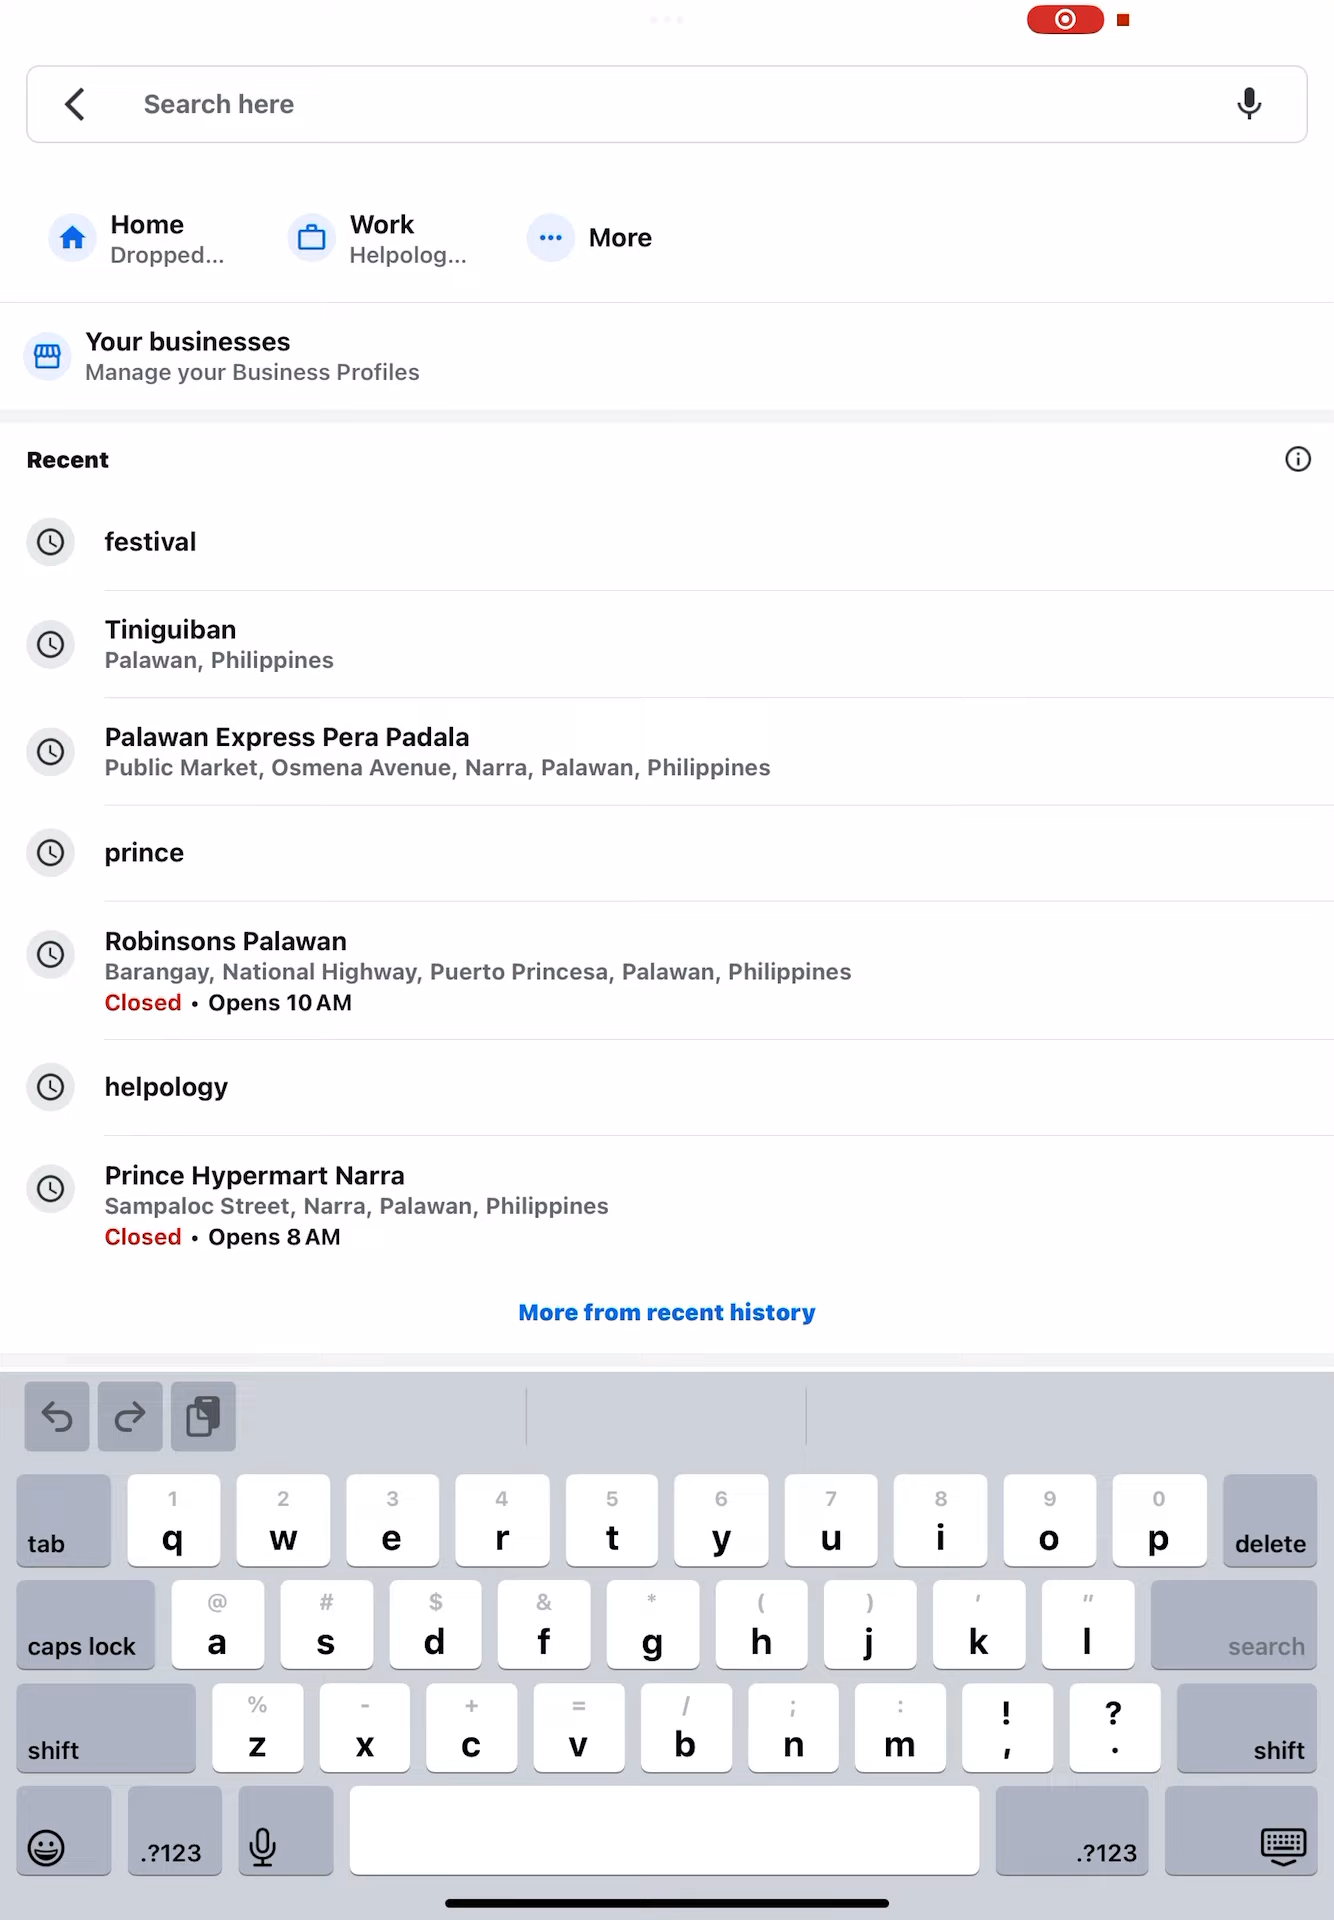 Search here
Home
Dropped...
Work
Helpolog...
More
Your businesses
Manage your Business Profiles
Recent
festival
Tiniguiban
Palawan, Philippines
Palawan Express Pera Padala
Public Market, Osmena Avenue, Narra, Palawan, Philippines
prince
Robinsons Palawan
Barangay, National Highway, Puerto Princesa, Palawan, Philippines
Closed • Opens 10 AM
helpology
Prince Hypermart Narra
Sampaloc Street, Narra, Palawan, Philippines
Closed • Opens 8 AM
More from recent history
1 2 3 4 5 6 7 8 9 0
tab q w e r t y u i o p delete
@ # $ & * ( ) ' "
caps lock a s d f g h j k l search
% - + = / ; : ! ?
shift z x c v b n m , . shift
.?123 .?123